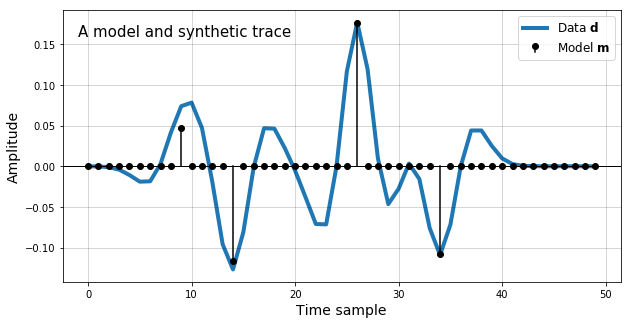 A model and synthetic trace
Data d
Model m
Amplitude
0.15
0.10
0.05
0.00
−0.05
−0.10
0
10
20
30
40
50
Time sample